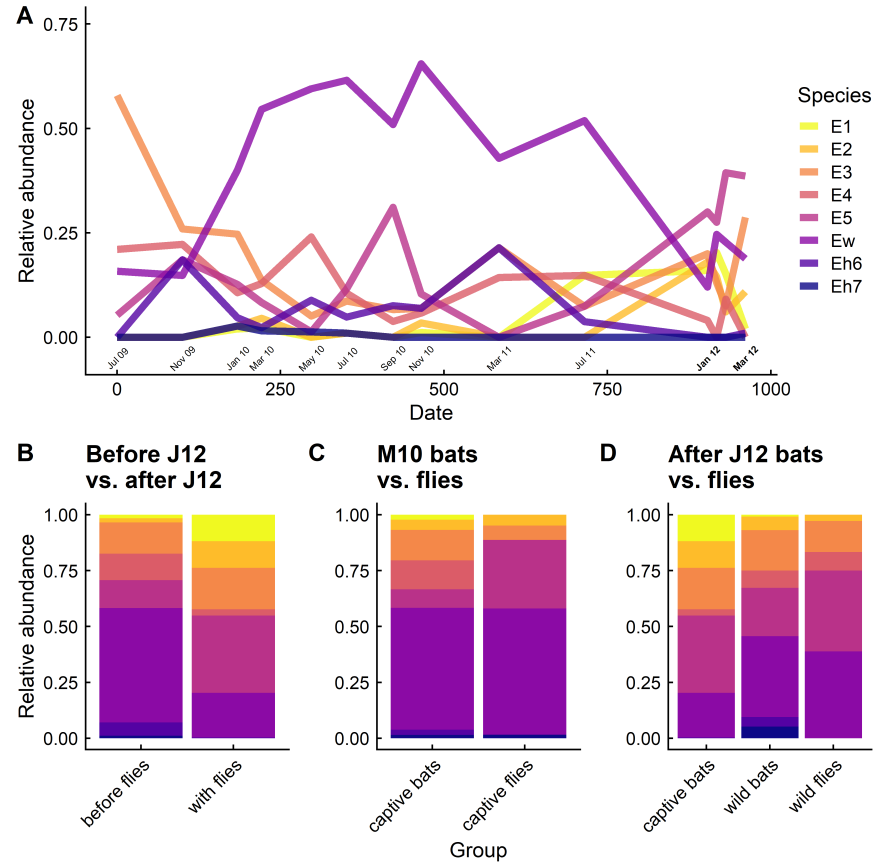 A
0.75
0.50
0.25
0.00
Relative abundance
Jul 09
Nov 09
Jan 10
Mar 10
May 10
Jul 10
Sep 10
Nov 10
Mar 11
Jul 11
Jan 12
Mar 12
0
250
500
750
1000
Date
Species
E1
E2
E3
E4
E5
Ew
Eh6
Eh7
B
Before J12
vs. after J12
1.00
0.75
0.50
0.25
0.00
Relative abundance
before flies
with flies
C
M10 bats
vs. flies
1.00
0.75
0.50
0.25
0.00
captive bats
captive flies
Group
D
After J12 bats
vs. flies
1.00
0.75
0.50
0.25
0.00
captive bats
wild bats
wild flies